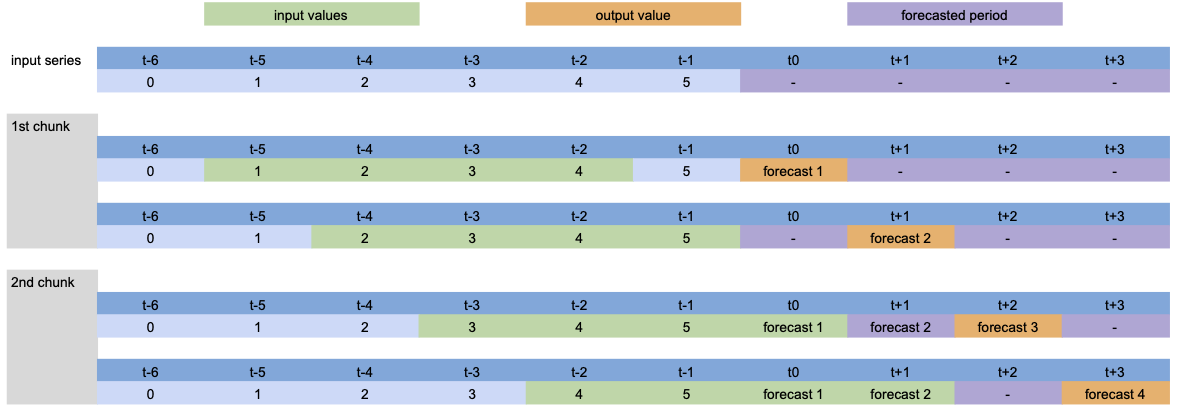 input values output value forecasted period
input series t-6 t-5 t-4 t-3 t-2 t-1 t0 t+1 t+2 t+3
0 1 2 3 4 5 - - - -
1st chunk
t-6 t-5 t-4 t-3 t-2 t-1 t0 t+1 t+2 t+3
0 1 2 3 4 5 forecast 1 - - -
t-6 t-5 t-4 t-3 t-2 t-1 t0 t+1 t+2 t+3
0 1 2 3 4 5 - forecast 2 - -
2nd chunk
t-6 t-5 t-4 t-3 t-2 t-1 t0 t+1 t+2 t+3
0 1 2 3 4 5 forecast 1 forecast 2 forecast 3 -
t-6 t-5 t-4 t-3 t-2 t-1 t0 t+1 t+2 t+3
0 1 2 3 4 5 forecast 1 forecast 2 - forecast 4